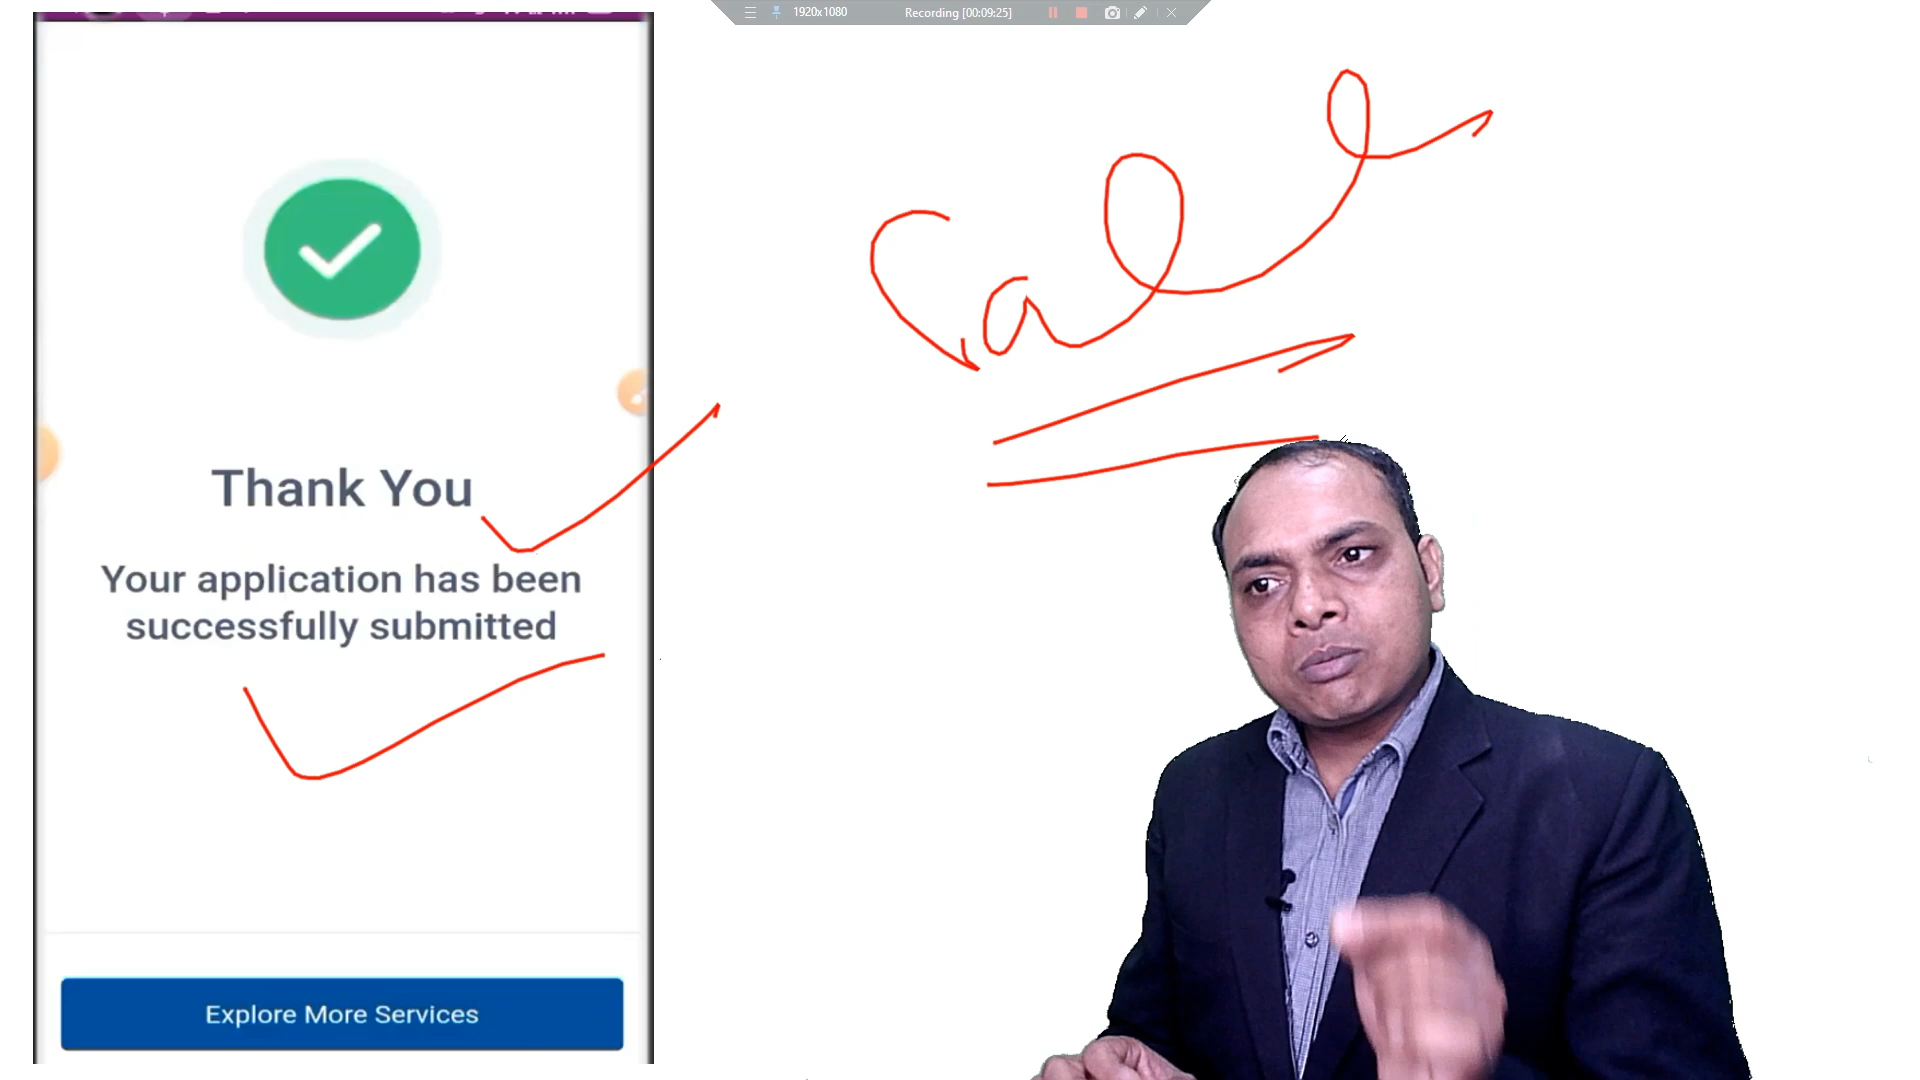 1920x1080
Recording [00:09:25]
Call
Thank You
Your application has been
successfully submitted
Explore More Services